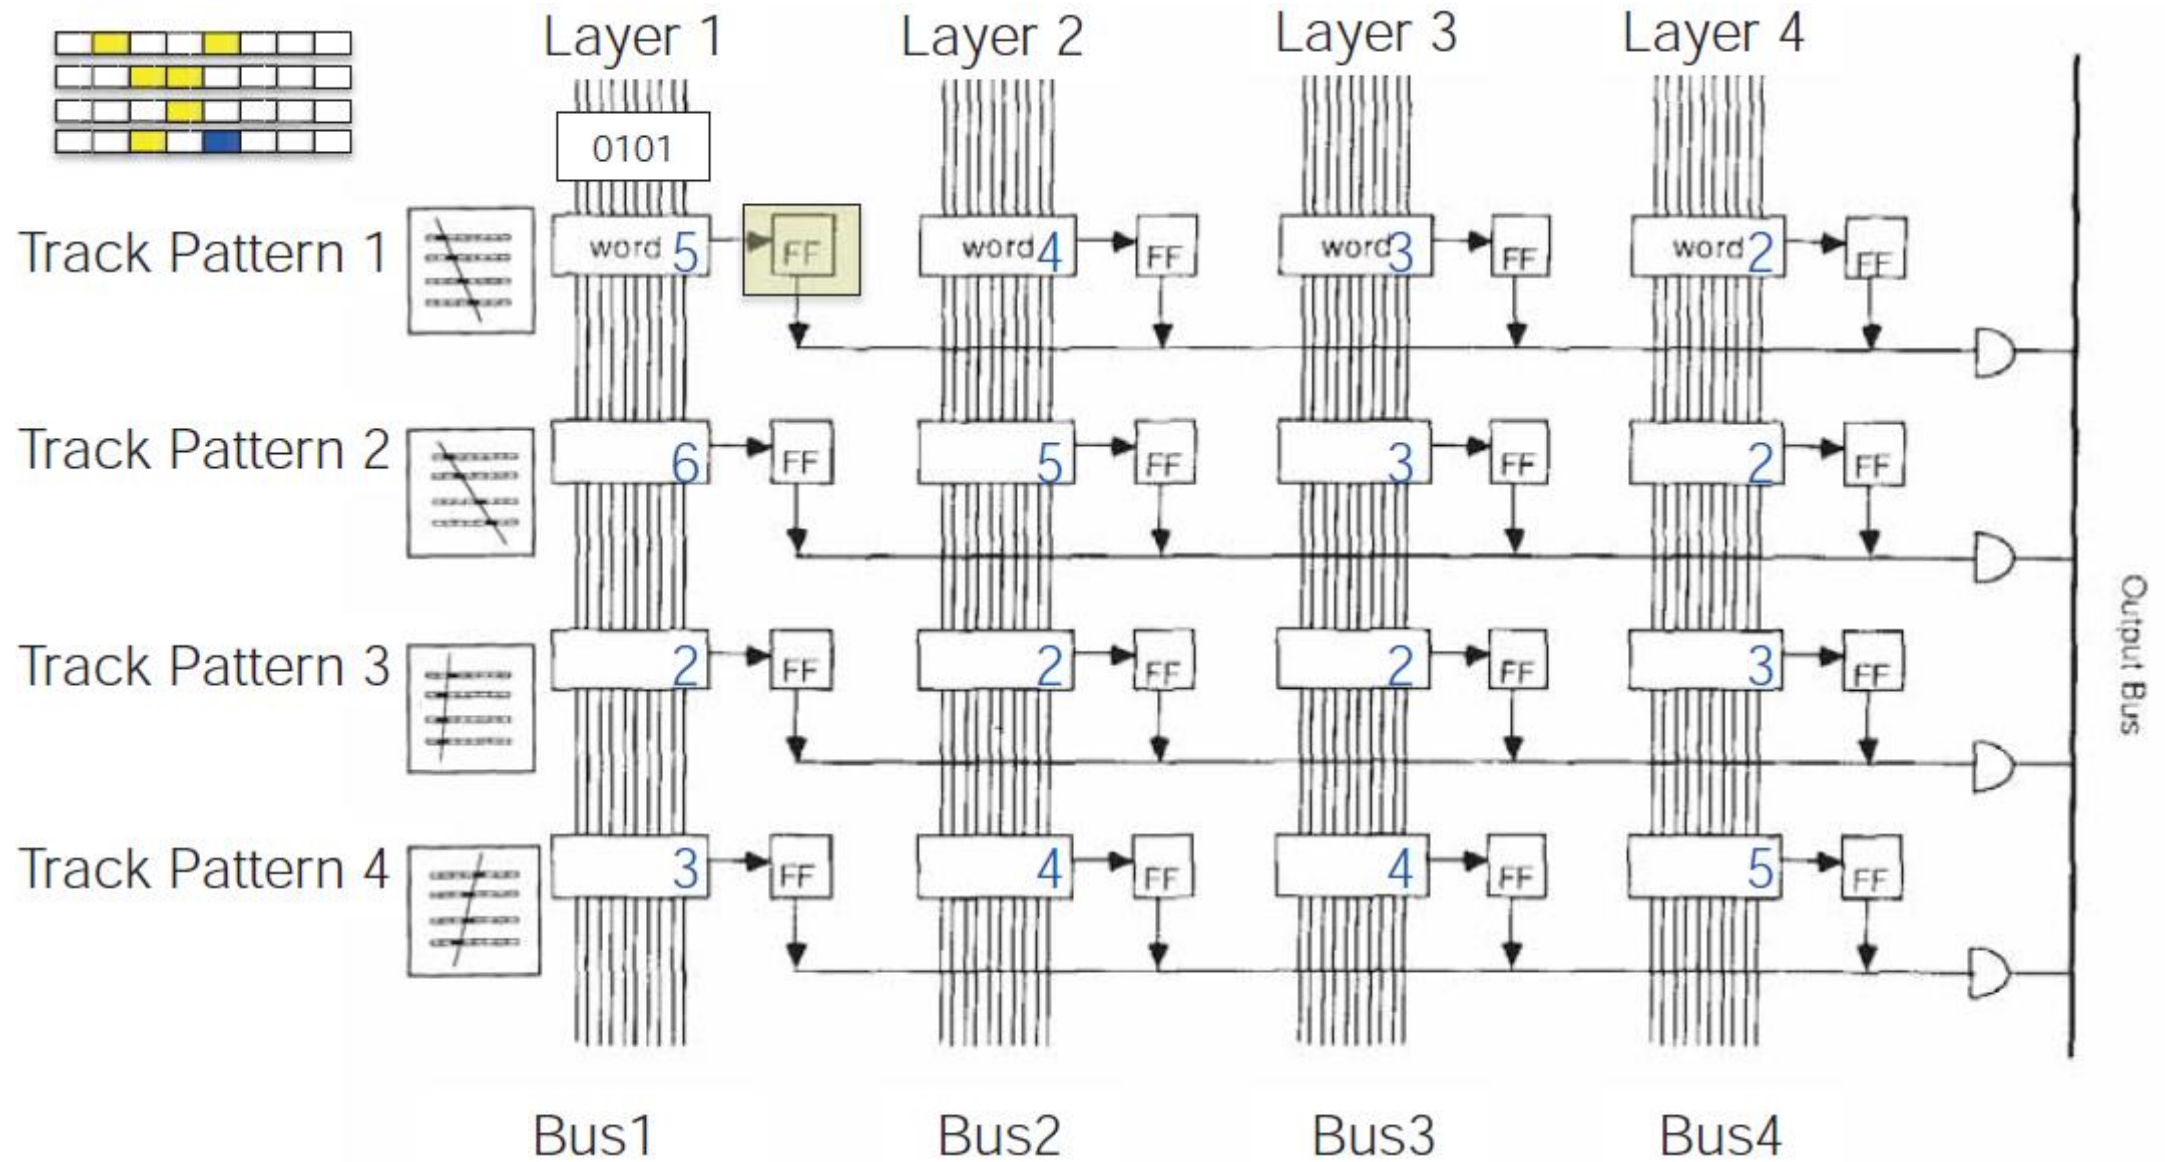 Layer 1 Layer 2 Layer 3 Layer 4
0101
Track Pattern 1 word 5 FF word 4 FF word 3 FF word 2 FF
Track Pattern 2 6 FF 5 FF 3 FF 2 FF
Track Pattern 3 2 FF 2 FF 2 FF 3 FF
Track Pattern 4 3 FF 4 FF 4 FF 5 FF
Output Bus
Bus1 Bus2 Bus3 Bus4